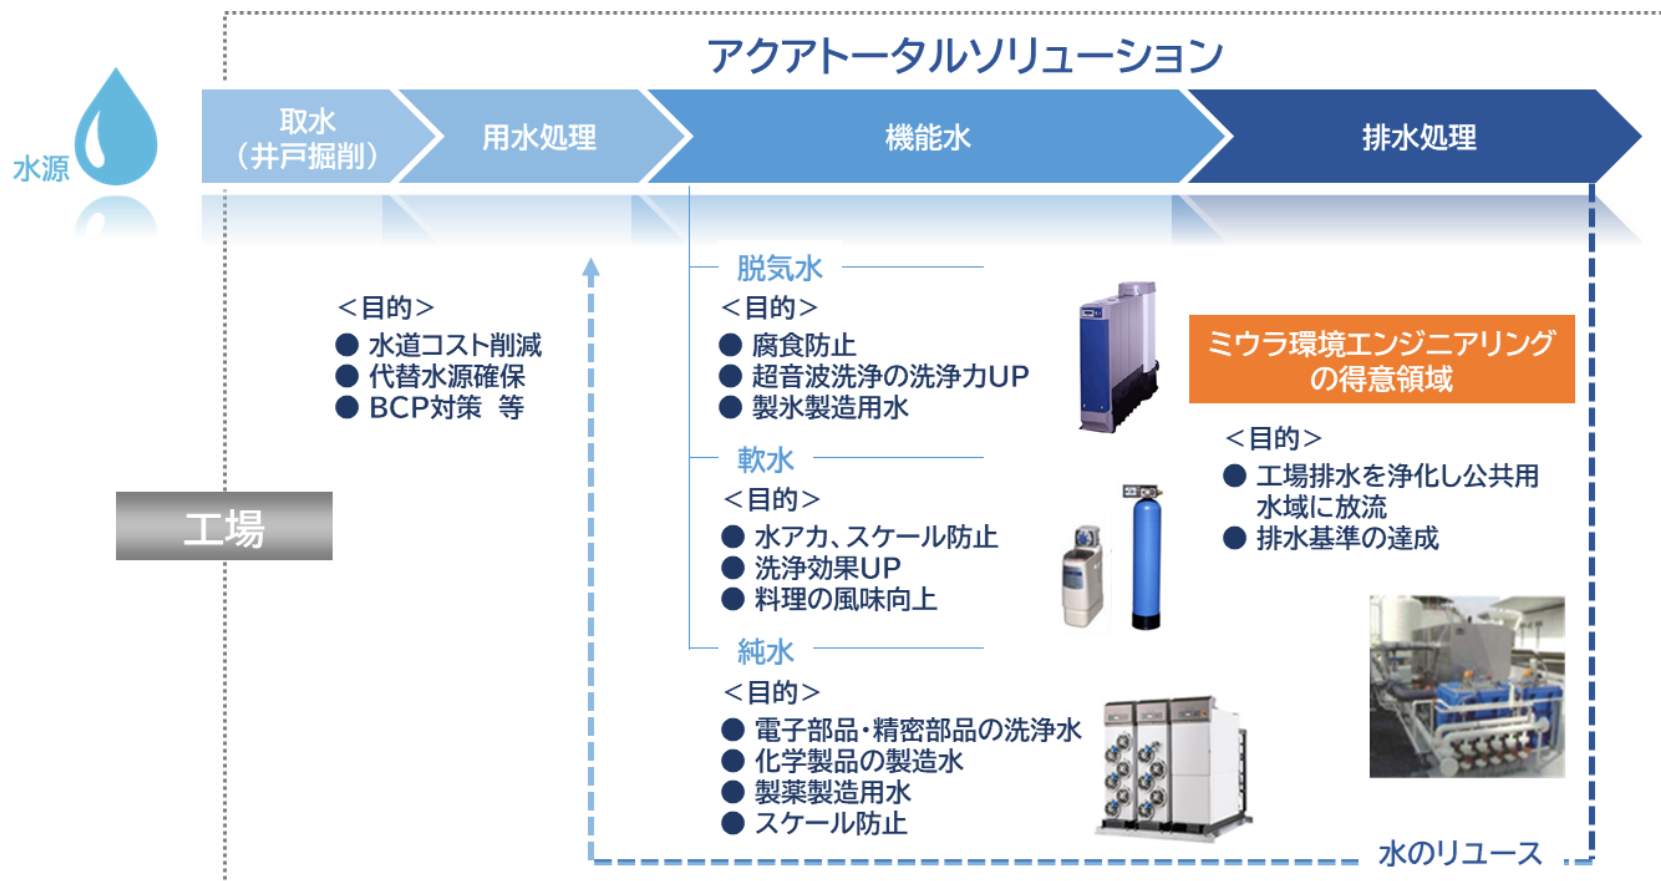 アクアトータルソリューション
水源
取水
（井戸掘削）
用水処理
機能水
排水処理
＜目的＞
● 水道コスト削減
● 代替水源確保
● BCP対策 等
工場
脱気水
＜目的＞
● 腐食防止
● 超音波洗浄の洗浄力UP
● 製氷製造用水
軟水
＜目的＞
● 水アカ、スケール防止
● 洗浄効果UP
● 料理の風味向上
純水
＜目的＞
● 電子部品・精密部品の洗浄水
● 化学製品の製造水
● 製薬製造用水
● スケール防止
ミウラ環境エンジニアリング
の得意領域
＜目的＞
● 工場排水を浄化し公共用
水域に放流
● 排水基準の達成
水のリユース